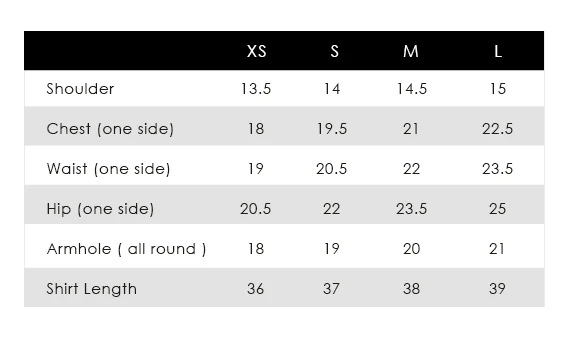 XS S M L
Shoulder 13.5 14 14.5 15
Chest (one side) 18 19.5 21 22.5
Waist (one side) 19 20.5 22 23.5
Hip (one side) 20.5 22 23.5 25
Armhole ( all round ) 18 19 20 21
Shirt Length 36 37 38 39